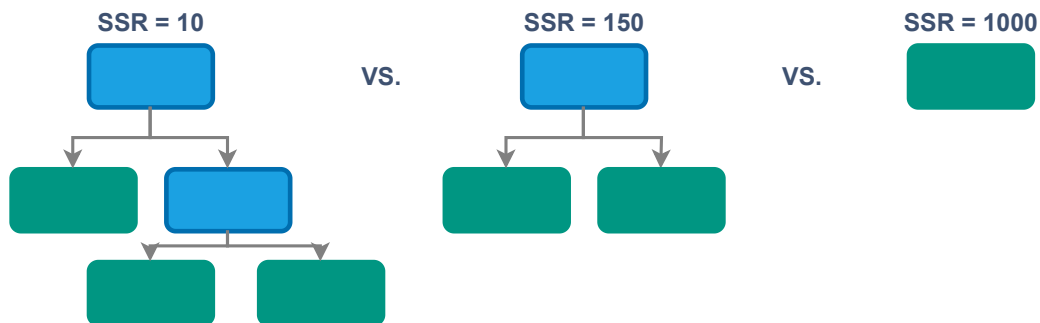 SSR = 10
SSR = 150
SSR = 1000
VS.
VS.